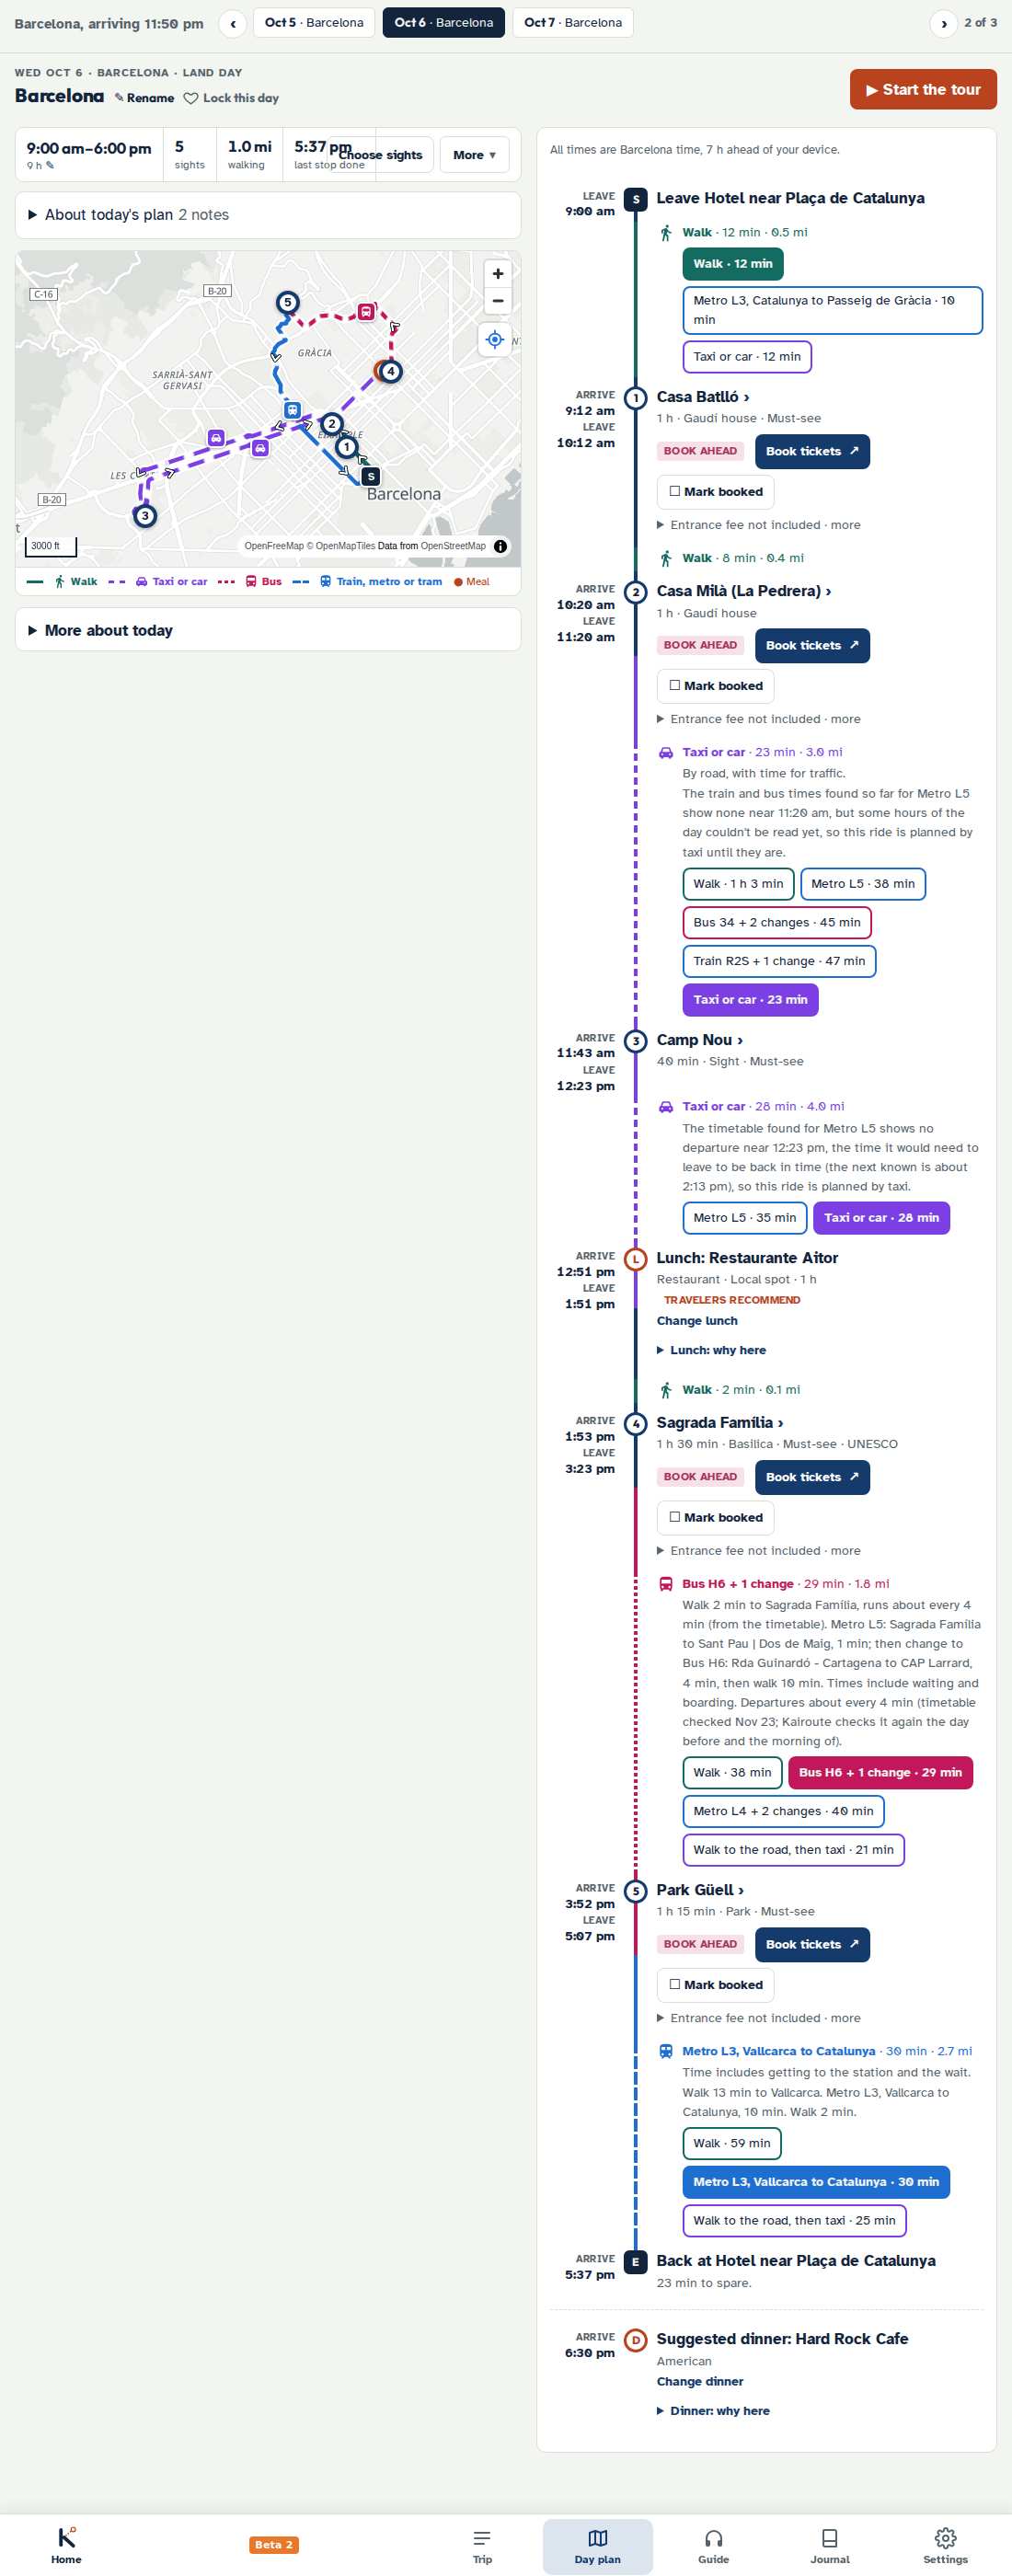 Barcelona, arriving 11:50 pm
‹
Oct 5 · Barcelona
Oct 6 · Barcelona
Oct 7 · Barcelona
›
2 of 3
WED OCT 6 · BARCELONA · LAND DAY
Barcelona ✎ Rename ♡ Lock this day
▶ Start the tour
9:00 am–6:00 pm
9 h ✎
5
sights
1.0 mi
walking
5:37 pm
last stop done
Choose sights
More ▾
▶ About today's plan 2 notes
C-16
B-20
GRÀCIA
SARRIÀ-SANT
GERVASI
B-20
Barcelona
5
4
2
1
S
3
+
−
3000 ft
OpenFreeMap © OpenMapTiles Data from OpenStreetMap
Walk
Taxi or car
Bus
Train, metro or tram
Meal
▶ More about today
All times are Barcelona time, 7 h ahead of your device.
LEAVE
9:00 am
S
Leave Hotel near Plaça de Catalunya
Walk · 12 min · 0.5 mi
Walk · 12 min
Metro L3, Catalunya to Passeig de Gràcia · 10
min
Taxi or car · 12 min
ARRIVE
9:12 am
LEAVE
10:12 am
1
Casa Batlló ›
1 h · Gaudí house · Must-see
BOOK AHEAD
Book tickets ↗
☐ Mark booked
▶ Entrance fee not included · more
Walk · 8 min · 0.4 mi
ARRIVE
10:20 am
LEAVE
11:20 am
2
Casa Milà (La Pedrera) ›
1 h · Gaudí house
BOOK AHEAD
Book tickets ↗
☐ Mark booked
▶ Entrance fee not included · more
Taxi or car · 23 min · 3.0 mi
By road, with time for traffic.
The train and bus times found so far for Metro L5
show none near 11:20 am, but some hours of the
day couldn't be read yet, so this ride is planned by
taxi until they are.
Walk · 1 h 3 min
Metro L5 · 38 min
Bus 34 + 2 changes · 45 min
Train R2S + 1 change · 47 min
Taxi or car · 23 min
ARRIVE
11:43 am
LEAVE
12:23 pm
3
Camp Nou ›
40 min · Sight · Must-see
Taxi or car · 28 min · 4.0 mi
The timetable found for Metro L5 shows no
departure near 12:23 pm, the time it would need to
leave to be back in time (the next known is about
2:13 pm), so this ride is planned by taxi.
Metro L5 · 35 min
Taxi or car · 28 min
ARRIVE
12:51 pm
LEAVE
1:51 pm
L
Lunch: Restaurante Aitor
Restaurant · Local spot · 1 h
TRAVELERS RECOMMEND
Change lunch
▶ Lunch: why here
Walk · 2 min · 0.1 mi
ARRIVE
1:53 pm
LEAVE
3:23 pm
4
Sagrada Família ›
1 h 30 min · Basilica · Must-see · UNESCO
BOOK AHEAD
Book tickets ↗
☐ Mark booked
▶ Entrance fee not included · more
Bus H6 + 1 change · 29 min · 1.8 mi
Walk 2 min to Sagrada Família, runs about every 4
min (from the timetable). Metro L5: Sagrada Família
to Sant Pau | Dos de Maig, 1 min; then change to
Bus H6: Rda Guinardó - Cartagena to CAP Larrard,
4 min, then walk 10 min. Times include waiting and
boarding. Departures about every 4 min (timetable
checked Nov 23; Kairoute checks it again the day
before and the morning of).
Walk · 38 min
Bus H6 + 1 change · 29 min
Metro L4 + 2 changes · 40 min
Walk to the road, then taxi · 21 min
ARRIVE
3:52 pm
LEAVE
5:07 pm
5
Park Güell ›
1 h 15 min · Park · Must-see
BOOK AHEAD
Book tickets ↗
☐ Mark booked
▶ Entrance fee not included · more
Metro L3, Vallcarca to Catalunya · 30 min · 2.7 mi
Time includes getting to the station and the wait.
Walk 13 min to Vallcarca. Metro L3, Vallcarca to
Catalunya, 10 min. Walk 2 min.
Walk · 59 min
Metro L3, Vallcarca to Catalunya · 30 min
Walk to the road, then taxi · 25 min
ARRIVE
5:37 pm
E
Back at Hotel near Plaça de Catalunya
23 min to spare.
ARRIVE
6:30 pm
D
Suggested dinner: Hard Rock Cafe
American
Change dinner
▶ Dinner: why here
Home
Beta 2
Trip
Day plan
Guide
Journal
Settings